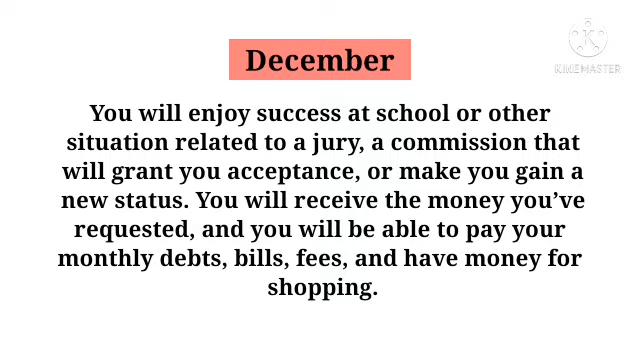 December
KINEMASTER
You will enjoy success at school or other
situation related to a jury, a commission that
will grant you acceptance, or make you gain a
new status. You will receive the money you’ve
requested, and you will be able to pay your
monthly debts, bills, fees, and have money for
shopping.